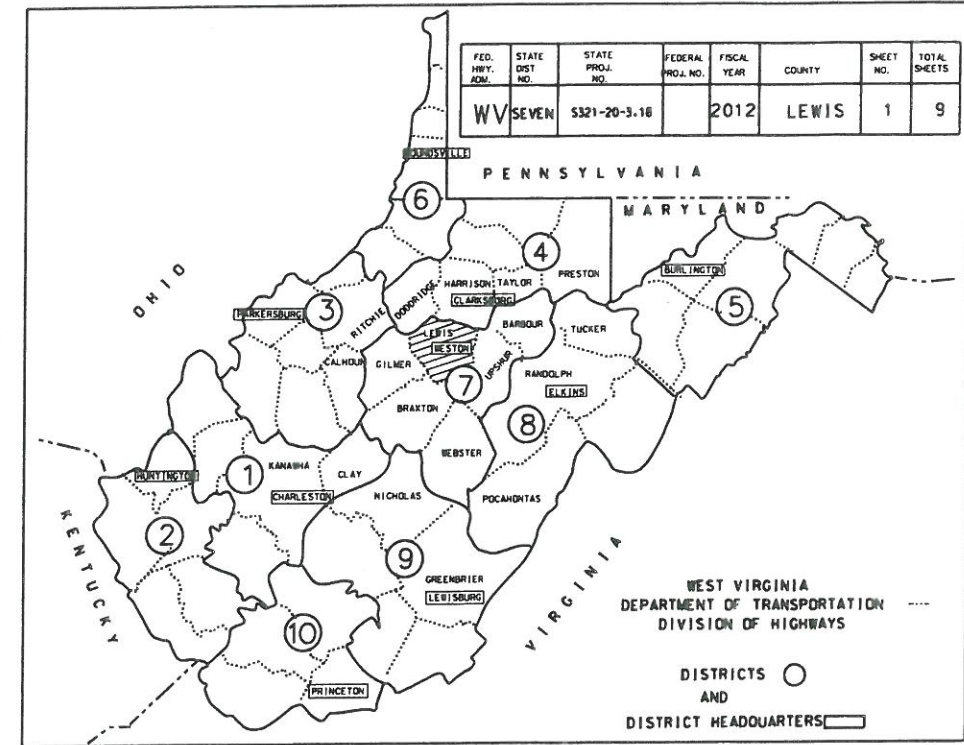 FED. HWY. ADM.
STATE DIST NO.
STATE PROJ. NO.
FEDERAL PROJ. NO.
FISCAL YEAR
COUNTY
SHEET NO.
TOTAL SHEETS
WV
SEVEN
S321-20-3.16
2012
LEWIS
1
9
MOUNDSVILLE
PENNSYLVANIA
MARYLAND
6
4
PRESTON
HARRISON
TAYLOR
CLARKSBURG
DODDRIDGE
BURLINGTON
5
OHIO
PARKERSBURG
3
RITCHIE
LEWIS
WESTON
BARBOUR
TUCKER
CALHOUN
GILMER
UPSHUR
7
RANDOLPH
ELKINS
BRAXTON
8
WEBSTER
HUNTINGTON
1
KANAWHA
CLAY
CHARLESTON
NICHOLAS
POCAHONTAS
KENTUCKY
2
9
GREENBRIER
LEWISBURG
VIRGINIA
10
PRINCETON
WEST VIRGINIA
DEPARTMENT OF TRANSPORTATION
DIVISION OF HIGHWAYS
DISTRICTS
AND
DISTRICT HEADQUARTERS